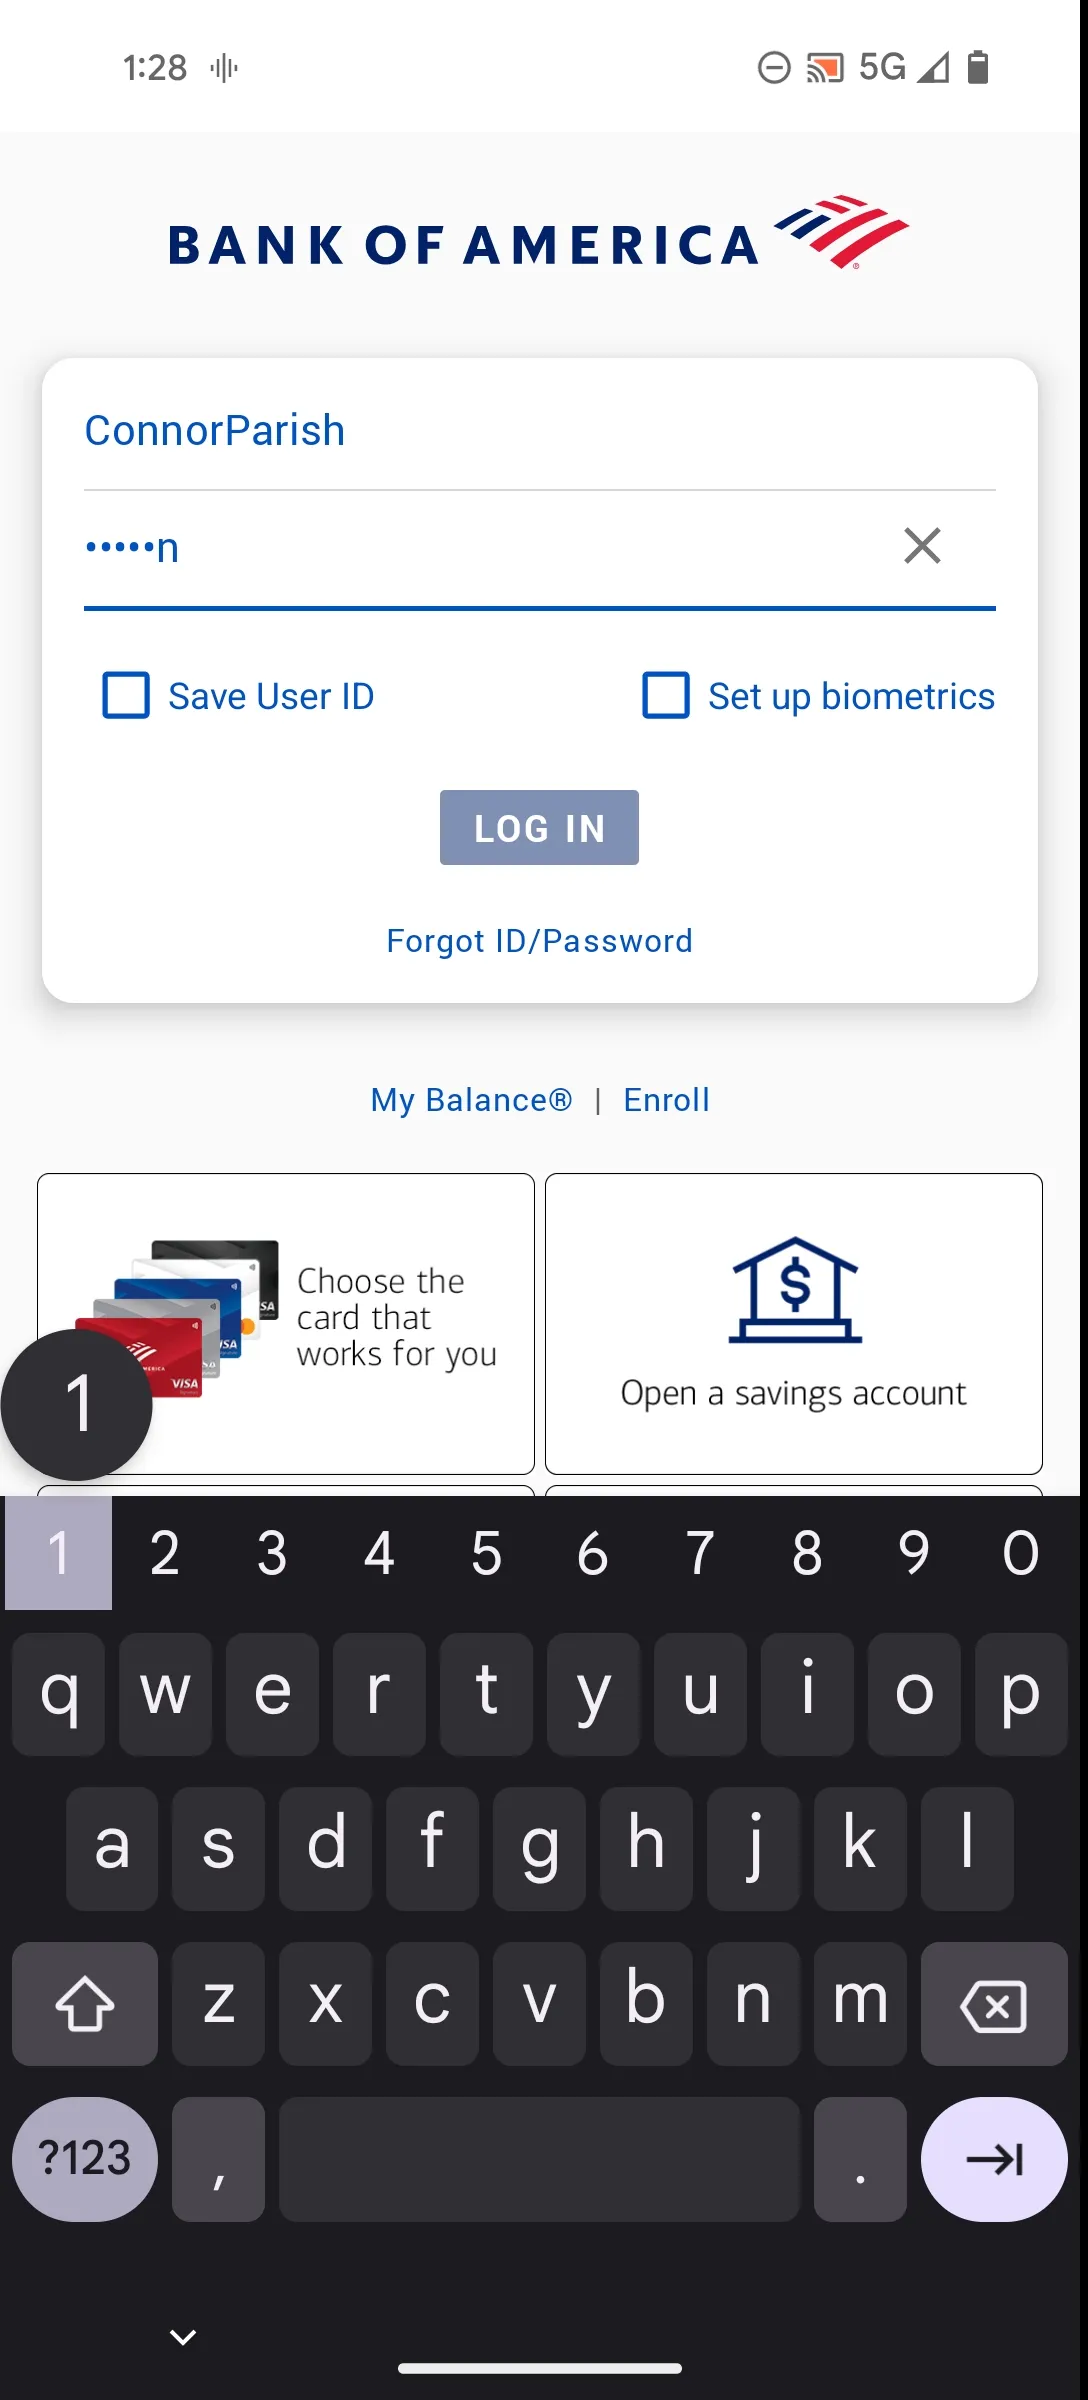 1:28 5G
BANK OF AMERICA
ConnorParish
•••••n
Save User ID Set up biometrics
LOG IN
Forgot ID/Password
My Balance® | Enroll
Choose the
card that
works for you
VISA
Open a savings account
1
1 2 3 4 5 6 7 8 9 0
q w e r t y u i o p
a s d f g h j k l
z x c v b n m
?123 , .